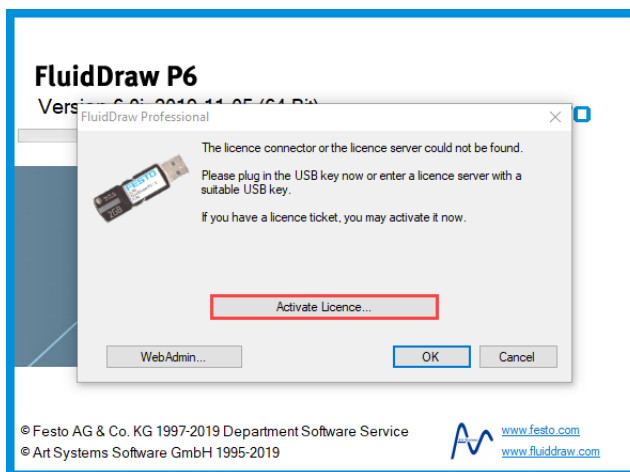 FluidDraw P6
FluidDraw Professional
The licence connector or the licence server could not be found.
Please plug in the USB key now or enter a licence server with a
suitable USB key.
If you have a licence ticket, you may activate it now.
FESTO
2GB
Activate Licence...
WebAdmin...
OK
Cancel
© Festo AG & Co. KG 1997-2019 Department Software Service
www.festo.com
© Art Systems Software GmbH 1995-2019
www.fluiddraw.com